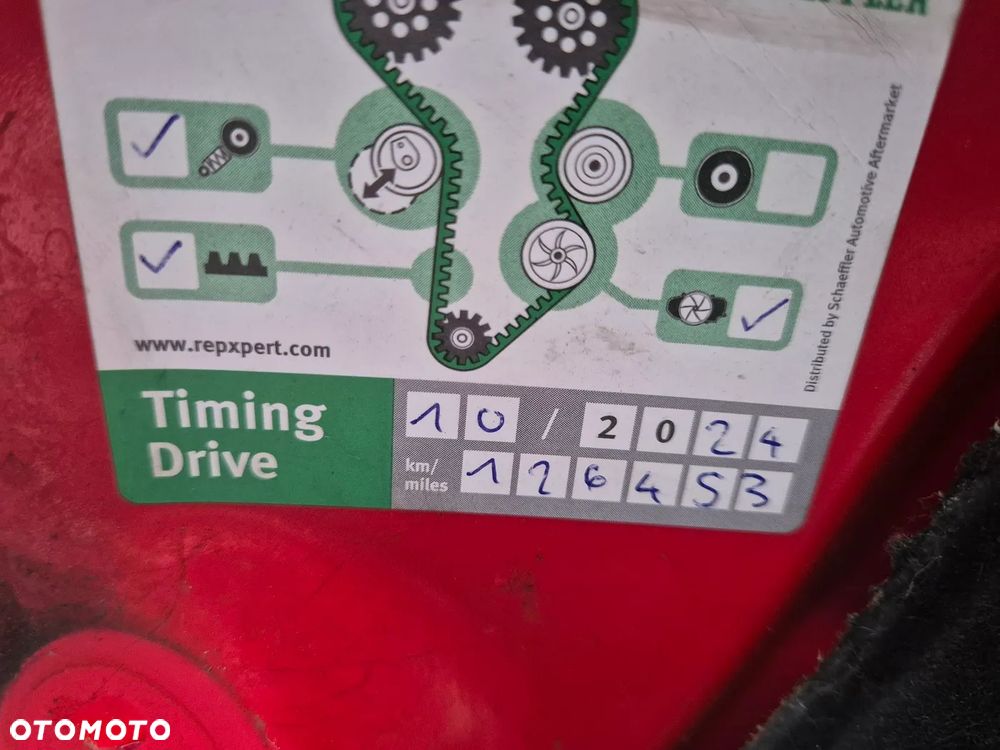 Distributed by Schaeffler Automotive Aftermarket
www.repxpert.com
Timing
Drive
10 / 2024
km/
miles
126453
OTOMOTO